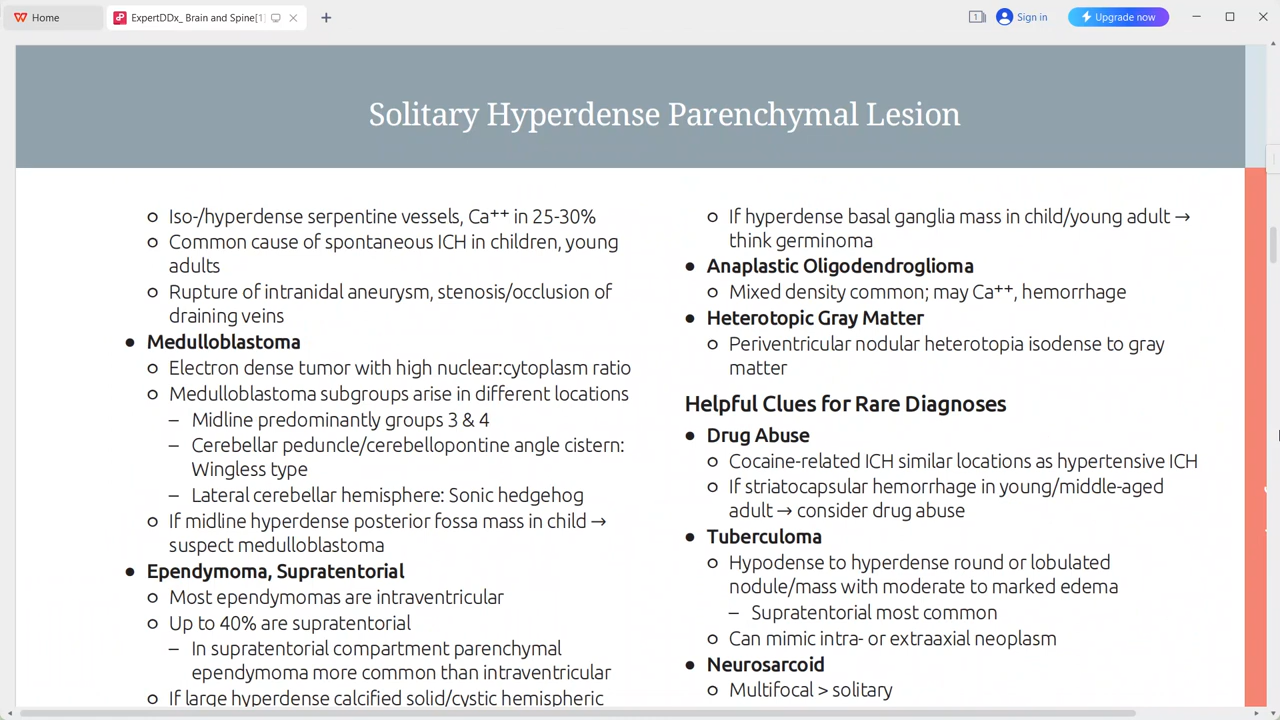 Home
ExpertDDx_ Brain and Spine[1]
1
Sign in
Upgrade now
Solitary Hyperdense Parenchymal Lesion
○ Iso-/hyperdense serpentine vessels, Ca⁺⁺ in 25-30%
○ Common cause of spontaneous ICH in children, young
adults
○ Rupture of intranidal aneurysm, stenosis/occlusion of
draining veins
● Medulloblastoma
○ Electron dense tumor with high nuclear:cytoplasm ratio
○ Medulloblastoma subgroups arise in different locations
– Midline predominantly groups 3 & 4
– Cerebellar peduncle/cerebellopontine angle cistern:
Wingless type
– Lateral cerebellar hemisphere: Sonic hedgehog
○ If midline hyperdense posterior fossa mass in child →
suspect medulloblastoma
● Ependymoma, Supratentorial
○ Most ependymomas are intraventricular
○ Up to 40% are supratentorial
– In supratentorial compartment parenchymal
ependymoma more common than intraventricular
○ If large hyperdense calcified solid/cystic hemispheric
○ If hyperdense basal ganglia mass in child/young adult →
think germinoma
● Anaplastic Oligodendroglioma
○ Mixed density common; may Ca⁺⁺, hemorrhage
● Heterotopic Gray Matter
○ Periventricular nodular heterotopia isodense to gray
matter
Helpful Clues for Rare Diagnoses
● Drug Abuse
○ Cocaine-related ICH similar locations as hypertensive ICH
○ If striatocapsular hemorrhage in young/middle-aged
adult → consider drug abuse
● Tuberculoma
○ Hypodense to hyperdense round or lobulated
nodule/mass with moderate to marked edema
– Supratentorial most common
○ Can mimic intra- or extraaxial neoplasm
● Neurosarcoid
○ Multifocal > solitary